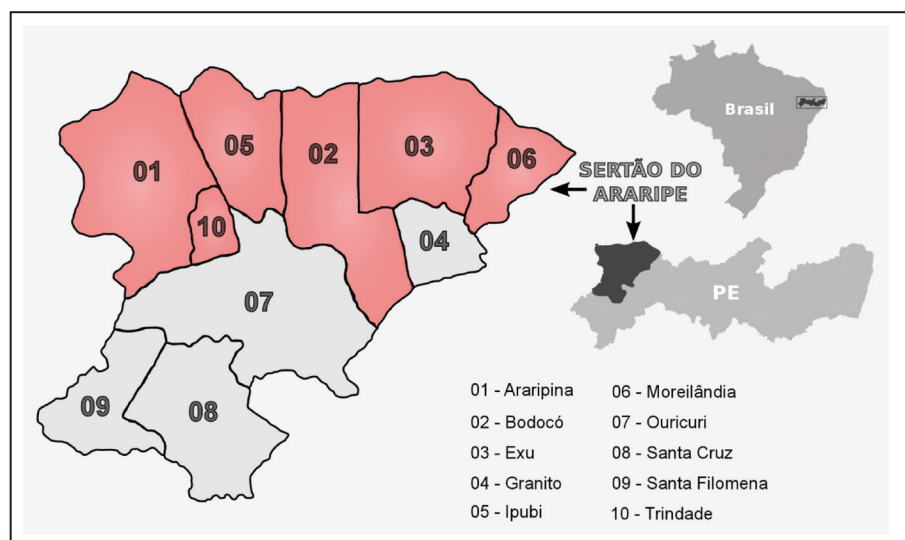 Brasil
01
05
02
03
06
SERTÃO DO
ARARIPE
10
04
07
PE
09
08
01 - Araripina
02 - Bodocó
03 - Exu
04 - Granito
05 - Ipubi
06 - Moreilândia
07 - Ouricuri
08 - Santa Cruz
09 - Santa Filomena
10 - Trindade